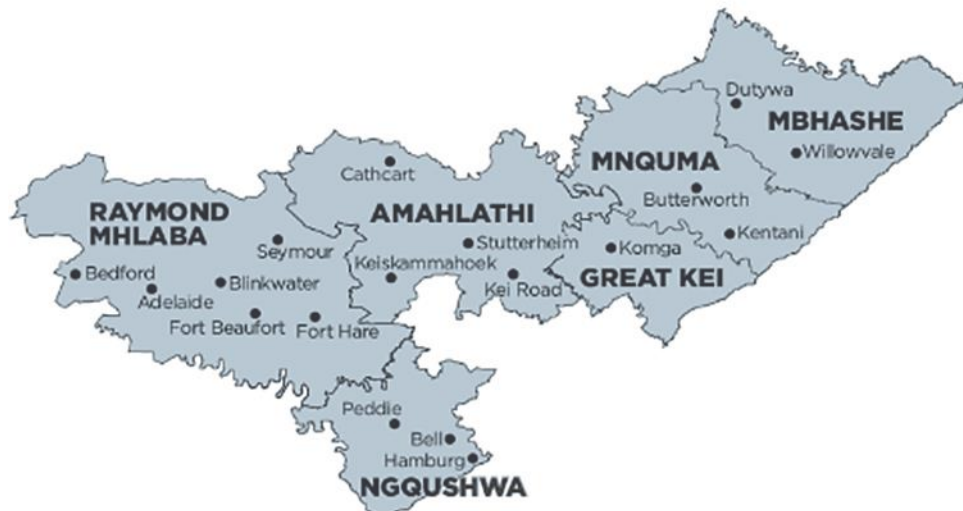 Dutywa
MBHASHE
Willowvale
MNQUMA
Butterworth
Kentani
Cathcart
AMAHLATHI
Stutterheim
Keiskammahoek
Kei Road
Komga
GREAT KEI
RAYMOND
MHLABA
Seymour
Bedford
Blinkwater
Adelaide
Fort Beaufort
Fort Hare
Peddie
Bell
Hamburg
NGQUSHWA